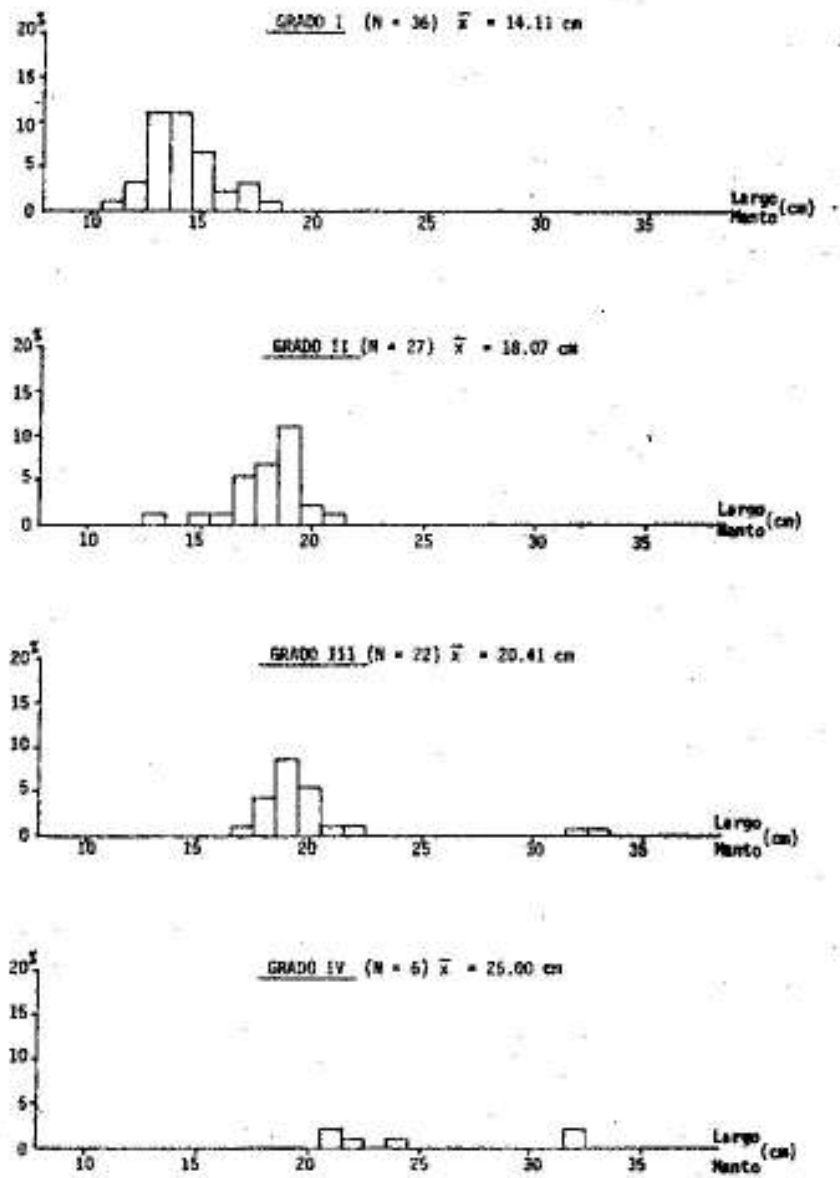 GRADO I (N = 36) x̄ = 14.11 cm
20%
15
10
5
0
10 15 20 25 30 35
Largo Manto (cm)
GRADO II (N = 27) x̄ = 18.07 cm
20%
15
10
5
0
10 15 20 25 30 35
Largo Manto (cm)
GRADO III (N = 22) x̄ = 20.41 cm
20%
15
10
5
0
10 15 20 25 30 35
Largo Manto (cm)
GRADO IV (N = 6) x̄ = 25.00 cm
20%
15
10
5
0
10 15 20 25 30 35
Largo Manto (cm)